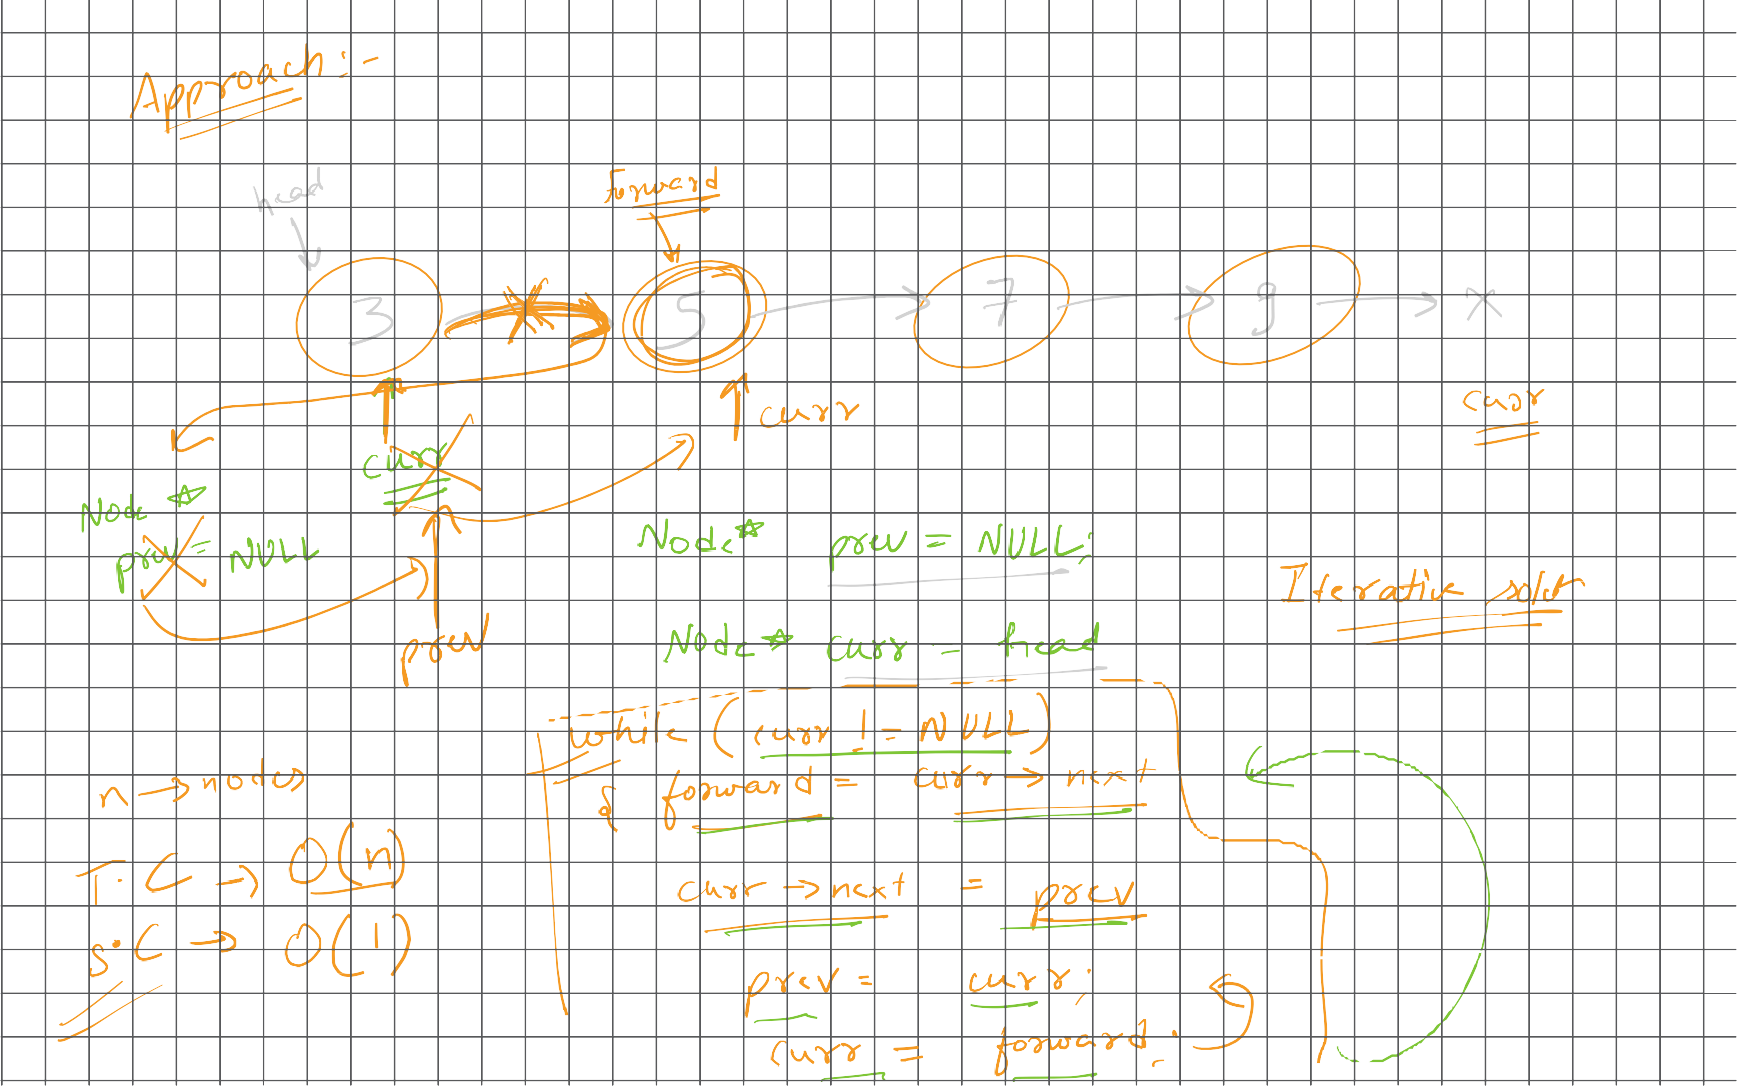 Approach :-
head
forward
3 5 7 9 x
curr
curr
curr
Node *
prev = NULL
prev
Node* prev = NULL;
Iterative solt
Node* curr = head
while (curr != NULL)
n → nodes
{ forward = curr → next
T.C → O(n)
curr → next = prev
S.C → O(1)
prev = curr;
curr = forward;